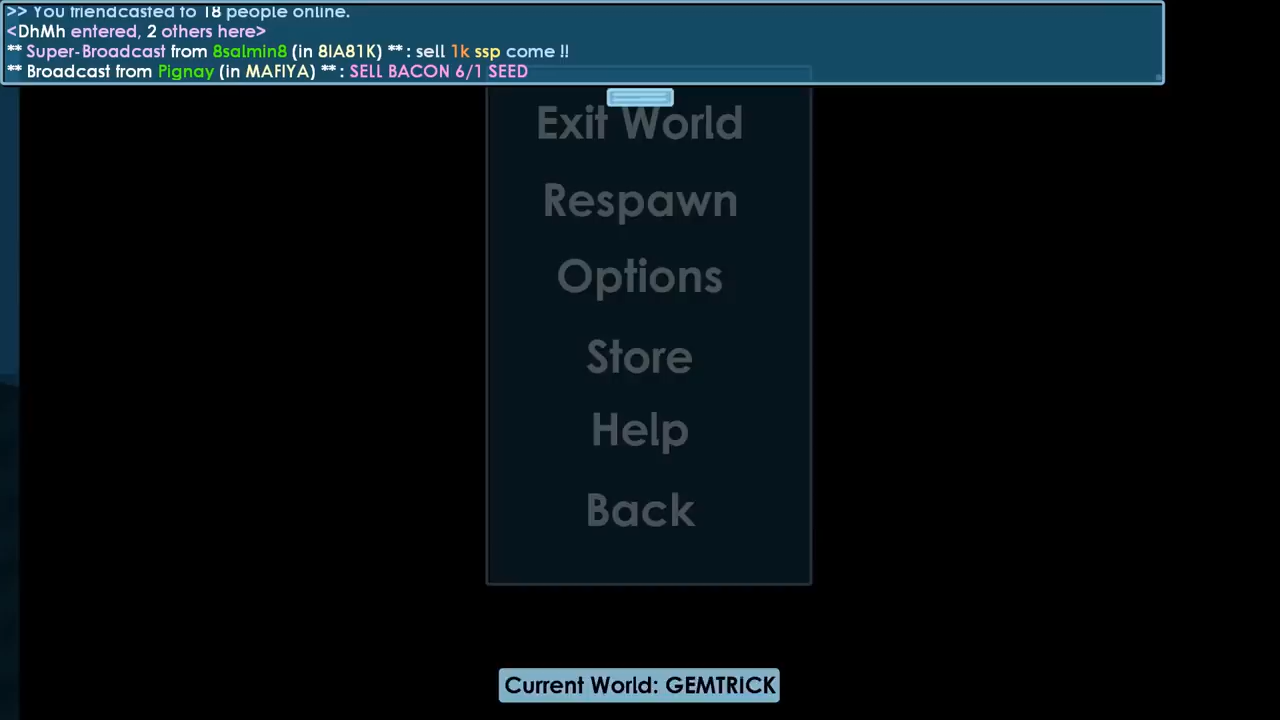 >> You friendcasted to 18 people online.
<DhMh entered, 2 others here>
** Super-Broadcast from 8salmin8 (in 8IA81K) ** : sell 1k ssp come !!
** Broadcast from Pignay (in MAFIYA) ** : SELL BACON 6/1 SEED
Exit World
Respawn
Options
Store
Help
Back
Current World: GEMTRICK